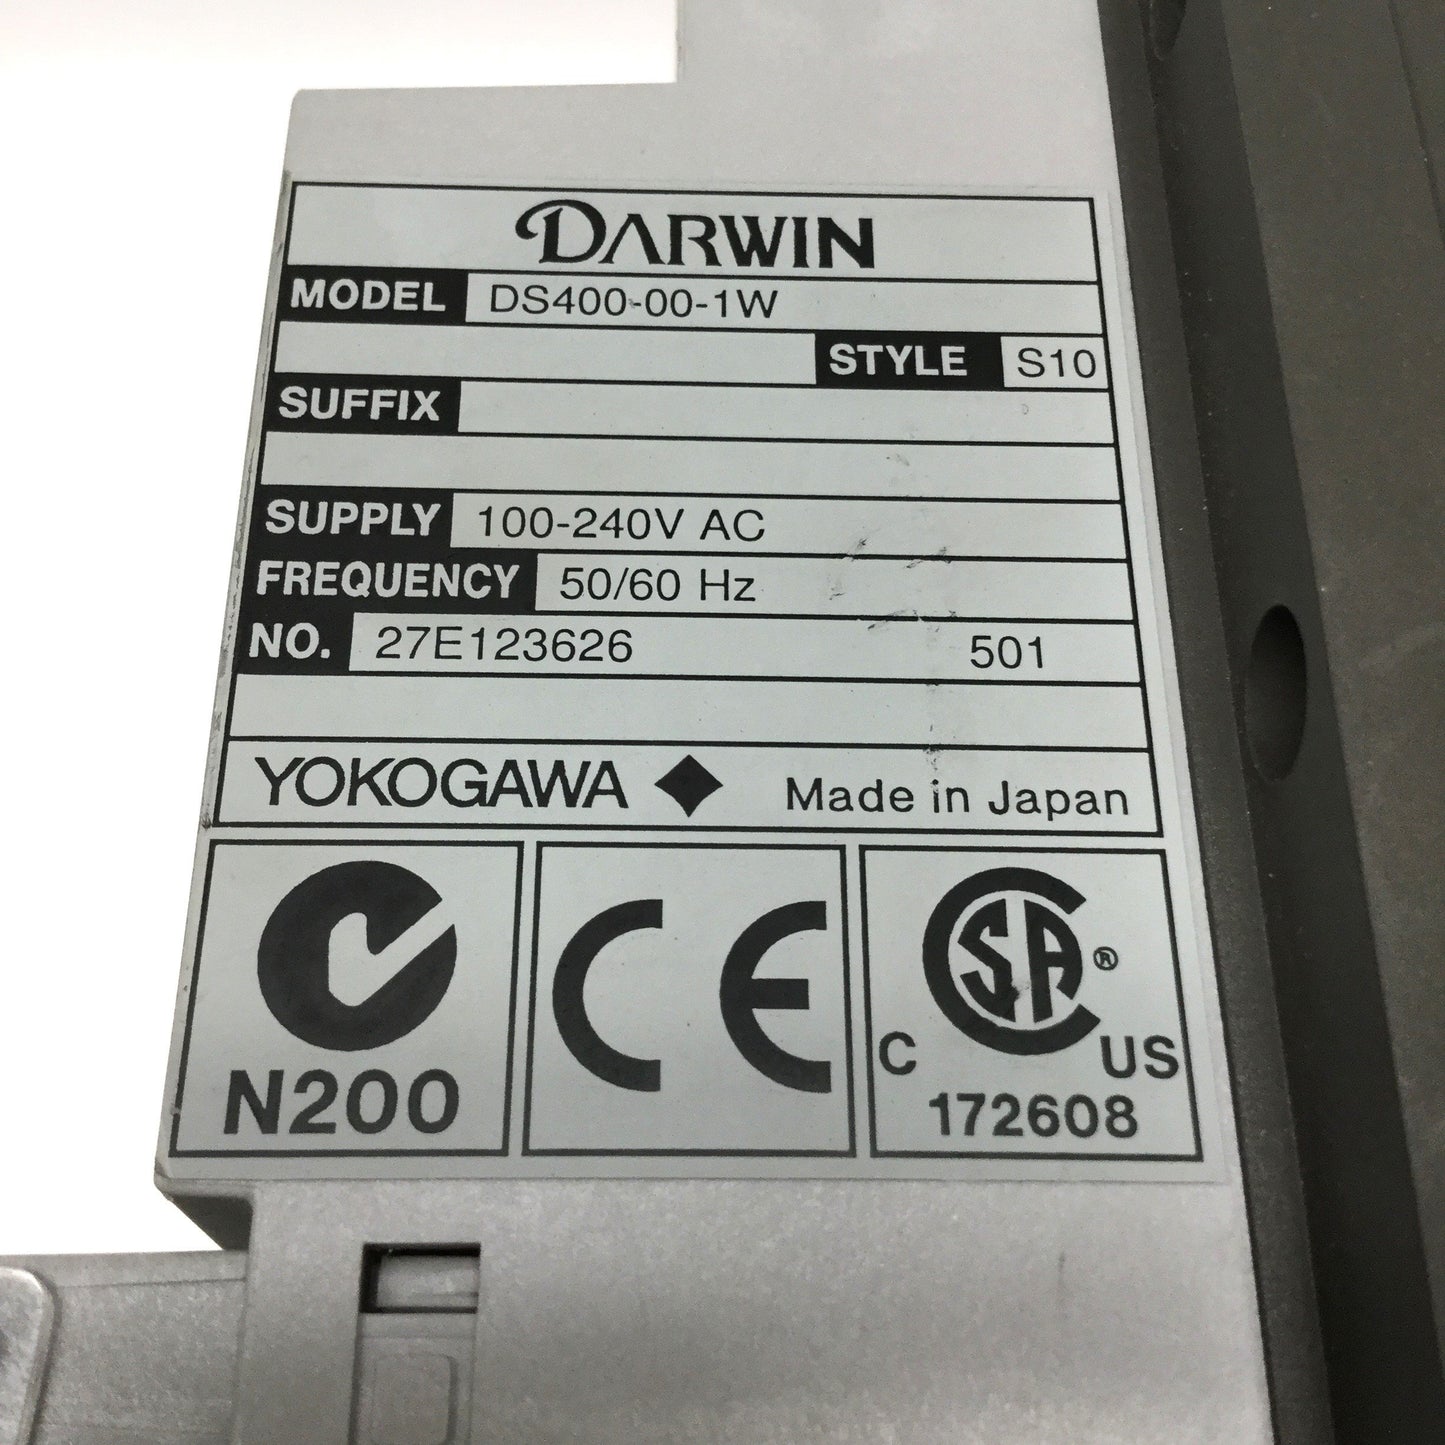 DARWIN
MODEL DS400-00-1W
STYLE S10
SUFFIX
SUPPLY 100-240V AC
FREQUENCY 50/60 Hz
NO. 27E123626 501
YOKOGAWA Made in Japan
CE
CSA ®
C US
N200 172608